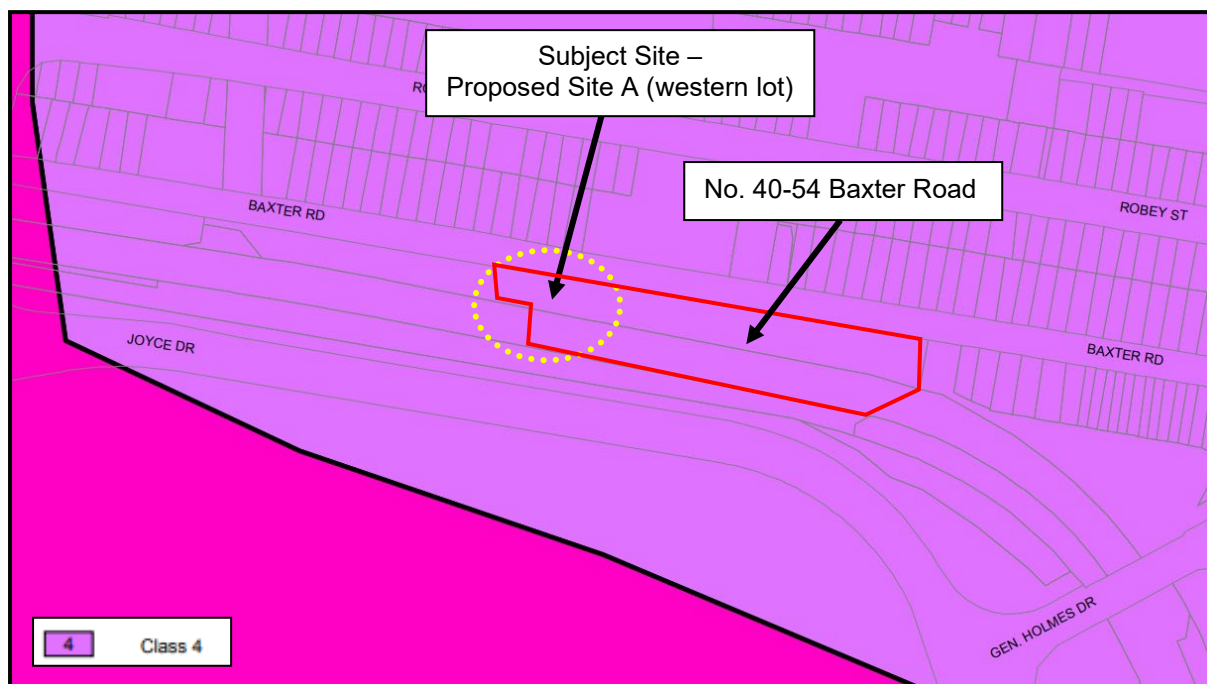 Subject Site –
Proposed Site A (western lot)
RO
No. 40-54 Baxter Road
ROBEY ST
BAXTER RD
BAXTER RD
JOYCE DR
GEN. HOLMES DR
4 Class 4